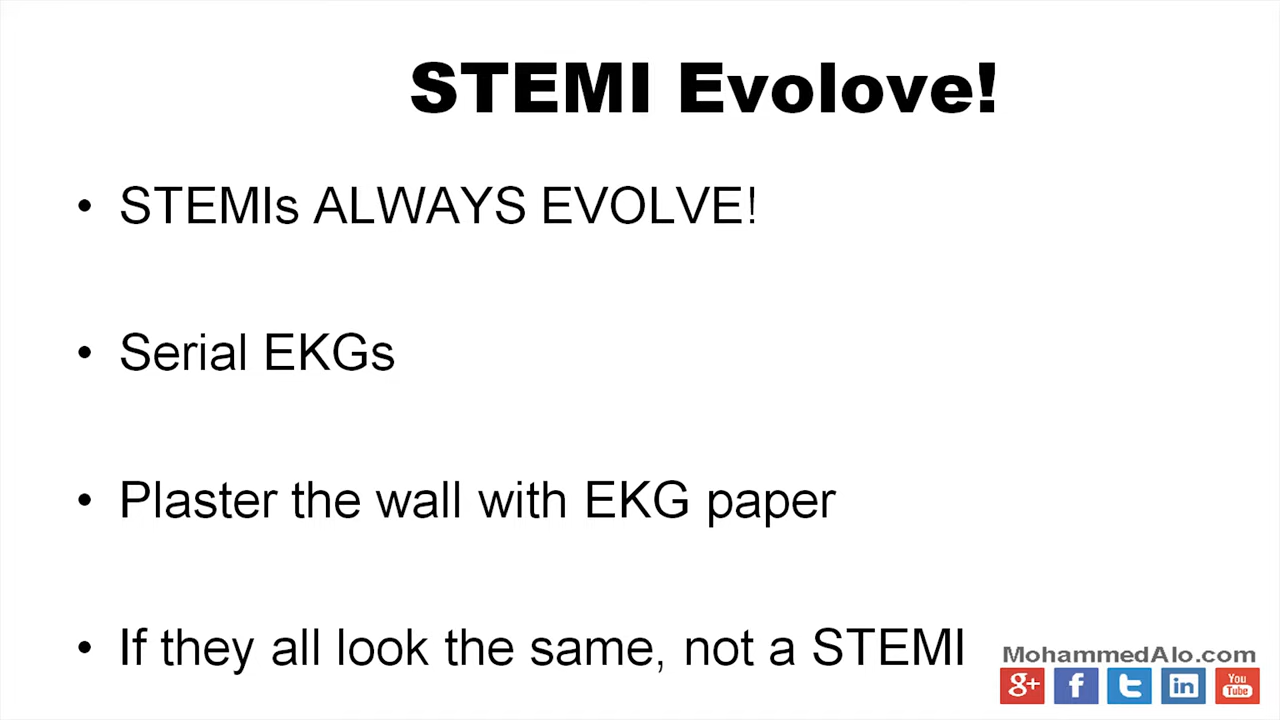 STEMI Evolove!
• STEMIs ALWAYS EVOLVE!
• Serial EKGs
• Plaster the wall with EKG paper
• If they all look the same, not a STEMI
MohammedAlo.com
g+ f t in You Tube